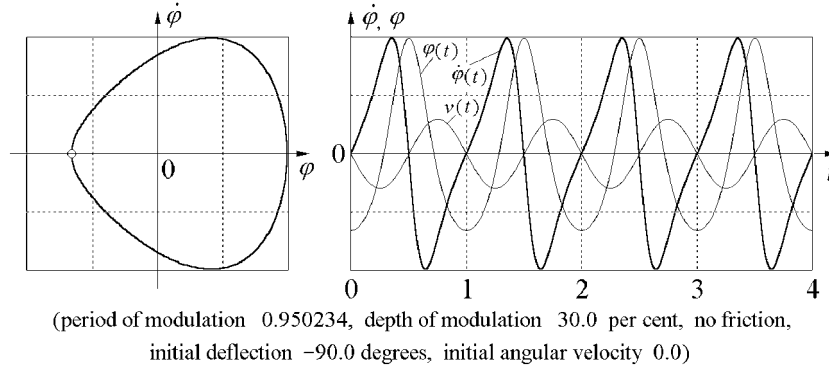 φ̇
φ̇, φ
φ(t)
φ̇(t)
ν(t)
0
φ
0
0 1 2 3 4
(period of modulation 0.950234, depth of modulation 30.0 per cent, no friction,
initial deflection −90.0 degrees, initial angular velocity 0.0)